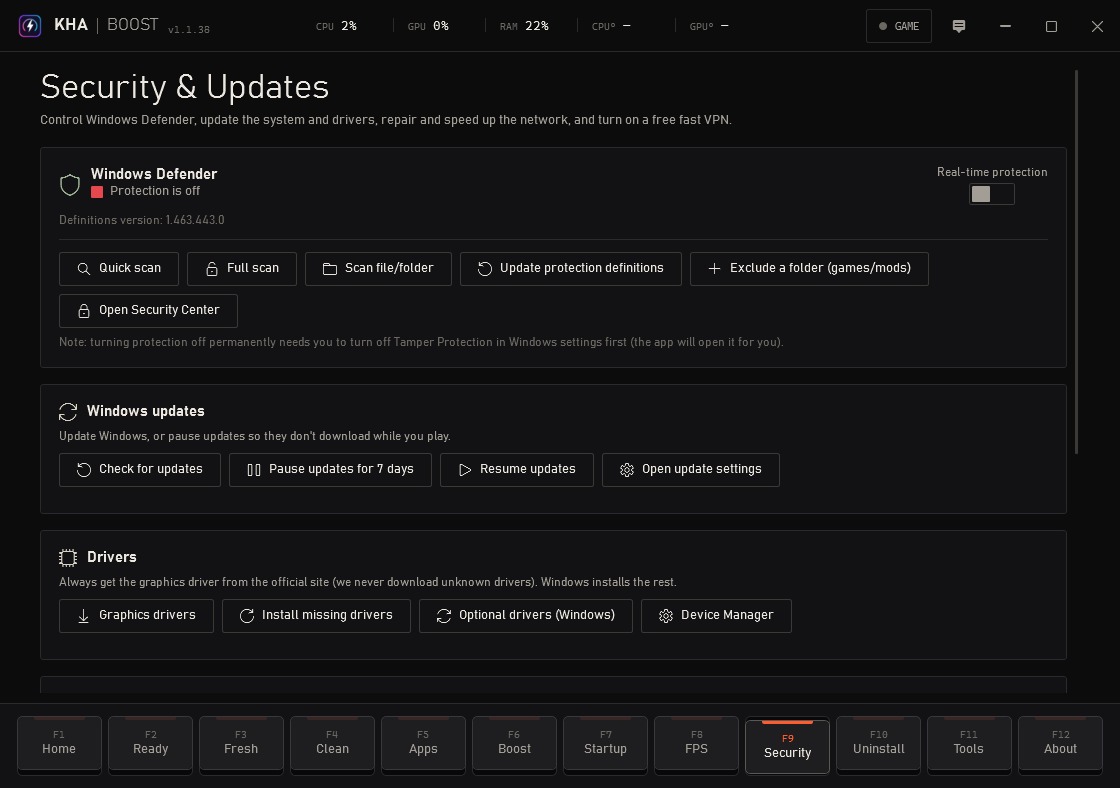 KHA | BOOST v1.1.38 CPU 2% GPU 0% RAM 22% CPU° — GPU° — GAME
Security & Updates
Control Windows Defender, update the system and drivers, repair and speed up the network, and turn on a free fast VPN.
Windows Defender
Protection is off
Real-time protection
Definitions version: 1.463.443.0
Quick scan Full scan Scan file/folder Update protection definitions Exclude a folder (games/mods)
Open Security Center
Note: turning protection off permanently needs you to turn off Tamper Protection in Windows settings first (the app will open it for you).
Windows updates
Update Windows, or pause updates so they don't download while you play.
Check for updates Pause updates for 7 days Resume updates Open update settings
Drivers
Always get the graphics driver from the official site (we never download unknown drivers). Windows installs the rest.
Graphics drivers Install missing drivers Optional drivers (Windows) Device Manager
F1 F2 F3 F4 F5 F6 F7 F8 F9 F10 F11 F12
Home Ready Fresh Clean Apps Boost Startup FPS Security Uninstall Tools About